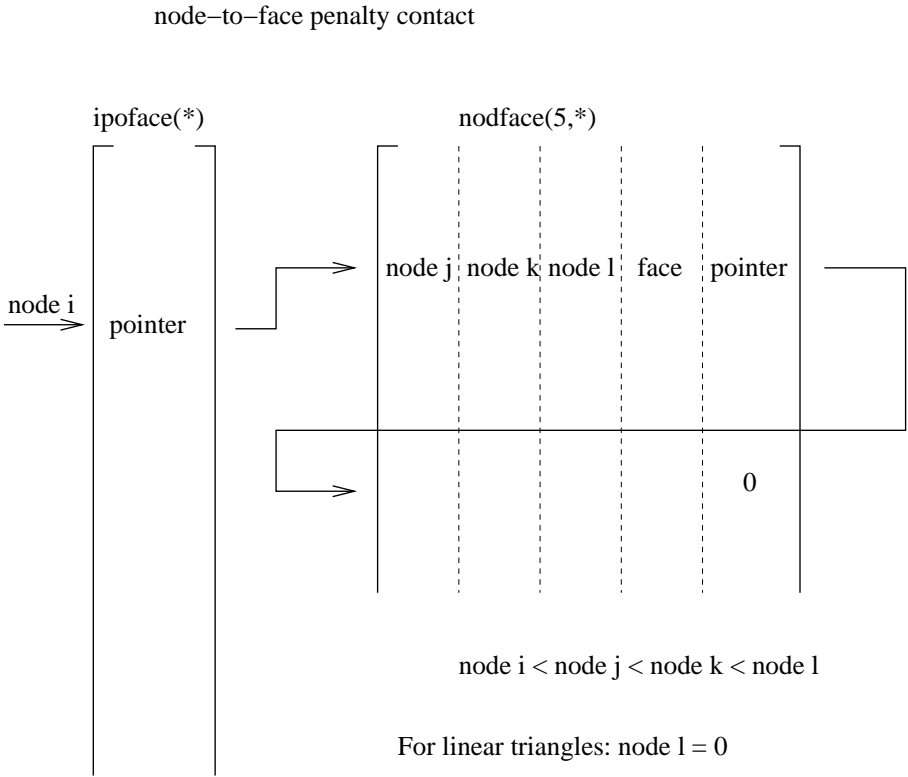 node−to−face penalty contact
ipoface(*)
nodface(5,*)
node j node k node l face pointer
node i
pointer
0
node i < node j < node k < node l
For linear triangles: node l = 0